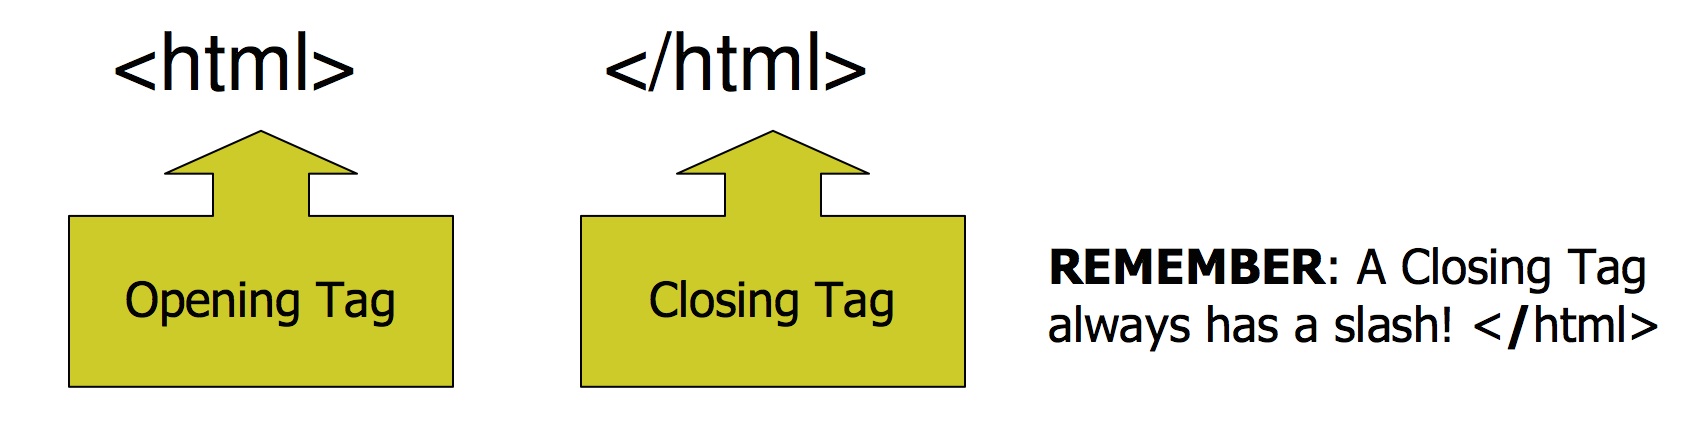 <html>
</html>
Opening Tag
Closing Tag
REMEMBER: A Closing Tag
always has a slash! </html>